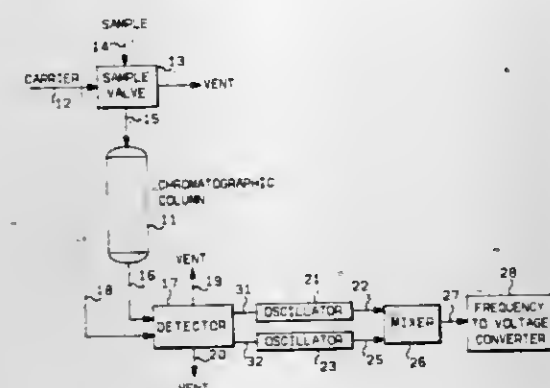 SAMPLE
14
13
CARRIER
SAMPLE
VALVE
VENT
12
15
CHROMATOGRAPHIC
COLUMN
11
VENT
18
16
17
19
31
21
22
28
DETECTOR
OSCILLATOR
MIXER
27
FREQUENCY
TO VOLTAGE
CONVERTER
20
32
OSCILLATOR
23
25
26
VENT